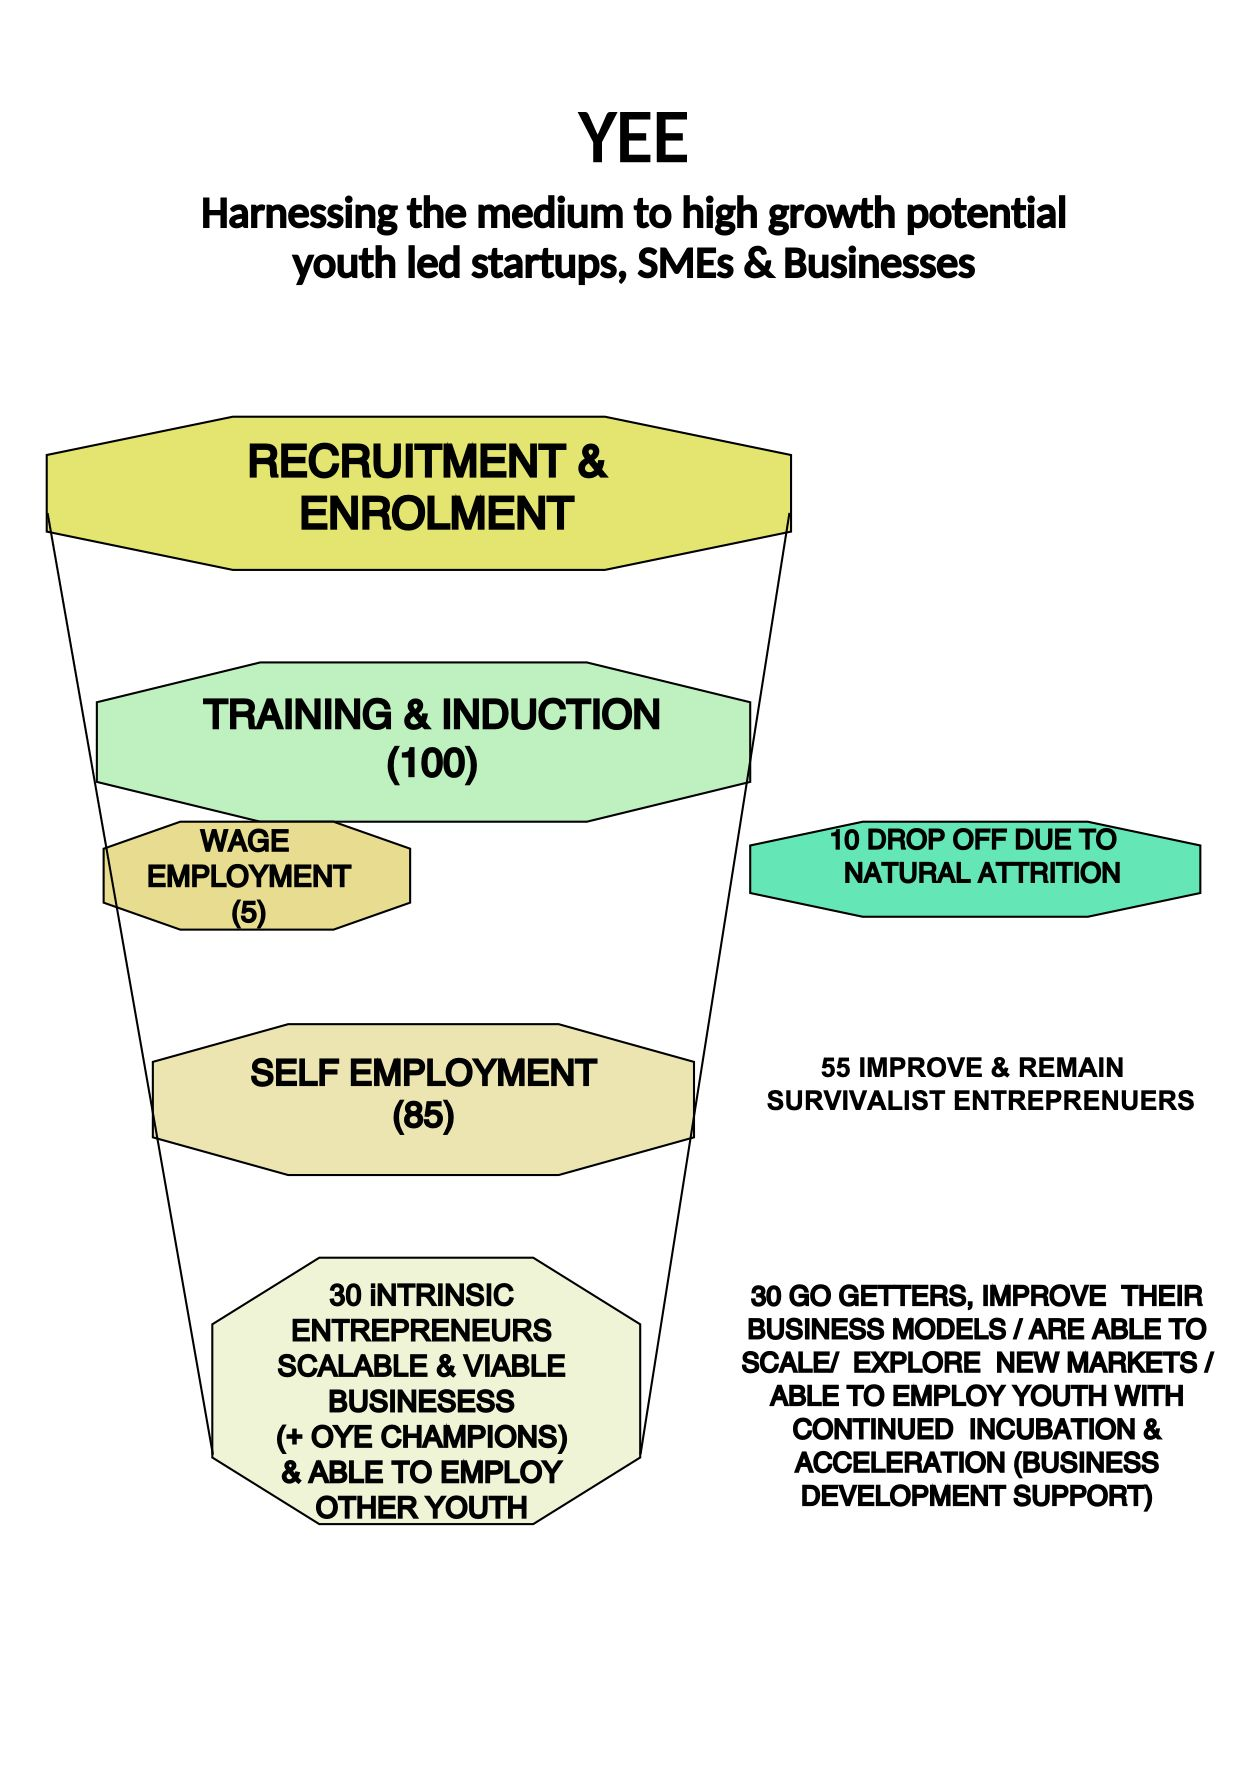 YEE
Harnessing the medium to high growth potential
youth led startups, SMEs & Businesses
RECRUITMENT &
ENROLMENT
TRAINING & INDUCTION
(100)
WAGE
EMPLOYMENT
(5)
10 DROP OFF DUE TO
NATURAL ATTRITION
SELF EMPLOYMENT
(85)
55 IMPROVE & REMAIN
SURVIVALIST ENTREPRENUERS
30 iNTRINSIC
ENTREPRENEURS
SCALABLE & VIABLE
BUSINESESS
(+ OYE CHAMPIONS)
& ABLE TO EMPLOY
OTHER YOUTH
30 GO GETTERS, IMPROVE  THEIR
BUSINESS MODELS / ARE ABLE TO
SCALE/  EXPLORE  NEW MARKETS /
ABLE TO EMPLOY YOUTH WITH
CONTINUED  INCUBATION &
ACCELERATION (BUSINESS
DEVELOPMENT SUPPORT)